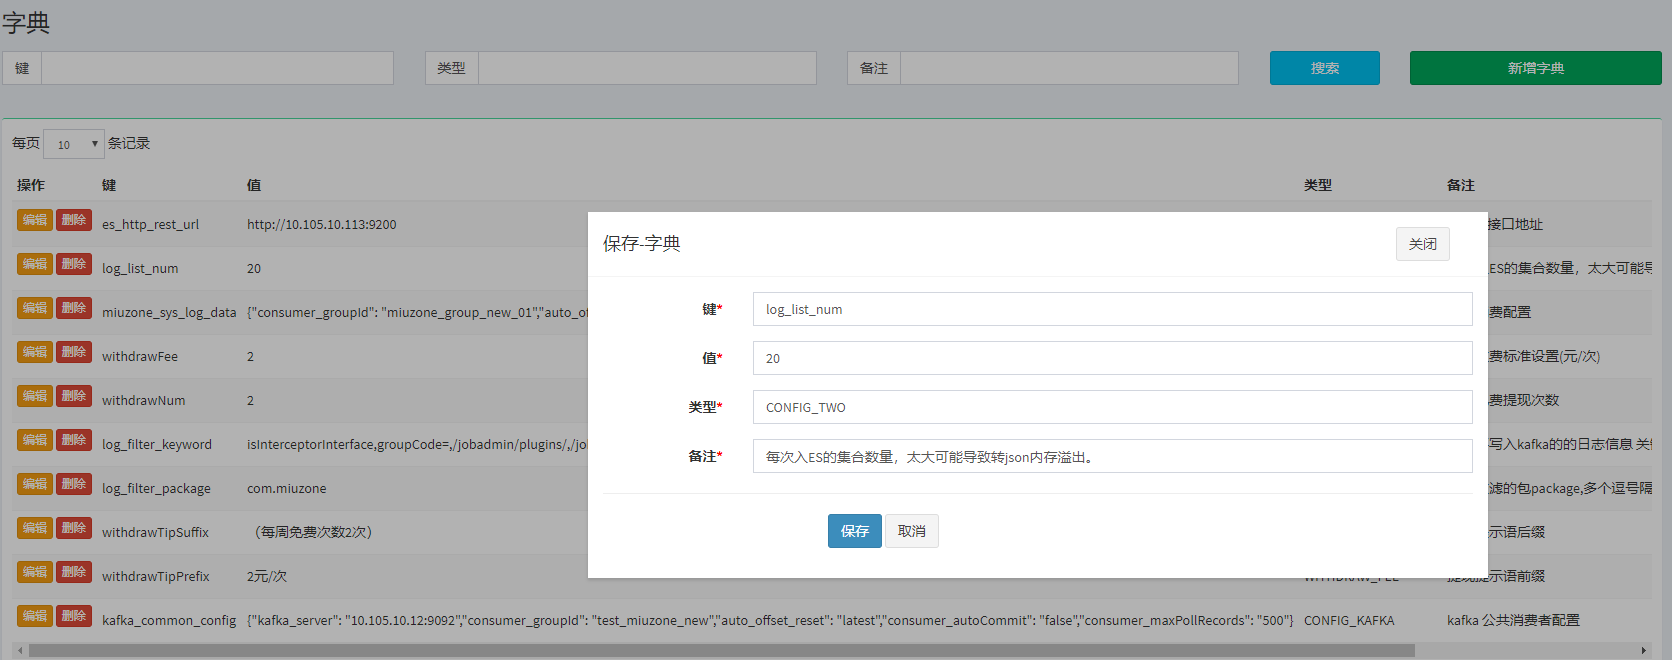 字典
键 类型 备注 搜索 新增字典
每页 10 条记录
操作 键 值 类型 备注
编辑 删除 es_http_rest_url http://10.105.10.113:9200 接口地址
编辑 删除 log_list_num 20 ES的集合数量，太大可能导
编辑 删除 miuzone_sys_log_data {"consumer_groupId": "miuzone_group_new_01","auto_of 费配置
编辑 删除 withdrawFee 2 费标准设置(元/次)
编辑 删除 withdrawNum 2 费提现次数
编辑 删除 log_filter_keyword isInterceptorInterface,groupCode=,/jobadmin/plugins/,/jo 写入kafka的的日志信息 关
编辑 删除 log_filter_package com.miuzone 滤的包package,多个逗号隔
编辑 删除 withdrawTipSuffix （每周免费次数2次） 示语后缀
编辑 删除 withdrawTipPrefix 2元/次 示语前缀
编辑 删除 kafka_common_config {"kafka_server": "10.105.10.12:9092","consumer_groupId": "test_miuzone_new","auto_offset_reset": "latest","consumer_autoCommit": "false","consumer_maxPollRecords": "500"} CONFIG_KAFKA kafka 公共消费者配置
保存-字典 关闭
键* log_list_num
值* 20
类型* CONFIG_TWO
备注* 每次入ES的集合数量，太大可能导致转json内存溢出。
保存 取消